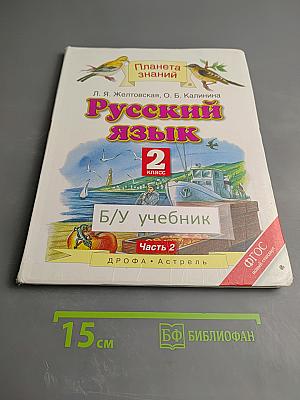 Планета
знаний
Л. Я. Желтовская, О. Б. Калинина
Русский
язык
2
класс
Б/У учебник
Часть 2
ФГОС
ДРОФА • Астрель
15 см
БФ БИБЛИОФАН